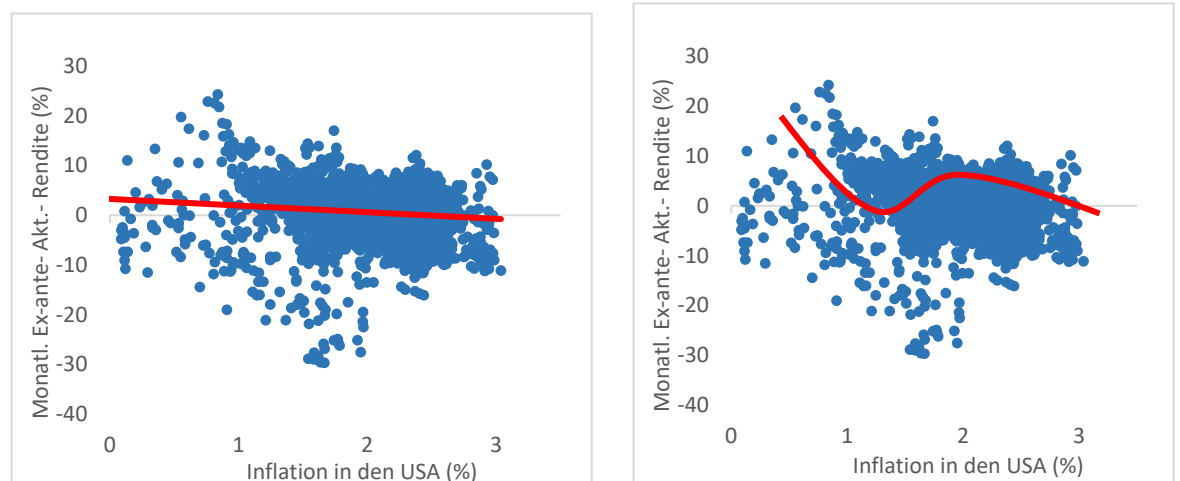 Monatl. Ex-ante- Akt.- Rendite (%)
30
20
10
0
-10
-20
-30
-40
0 1 2 3
Inflation in den USA (%)
Monatl. Ex-ante- Akt.- Rendite (%)
30
20
10
0
-10
-20
-30
-40
0 1 2 3
Inflation in den USA (%)